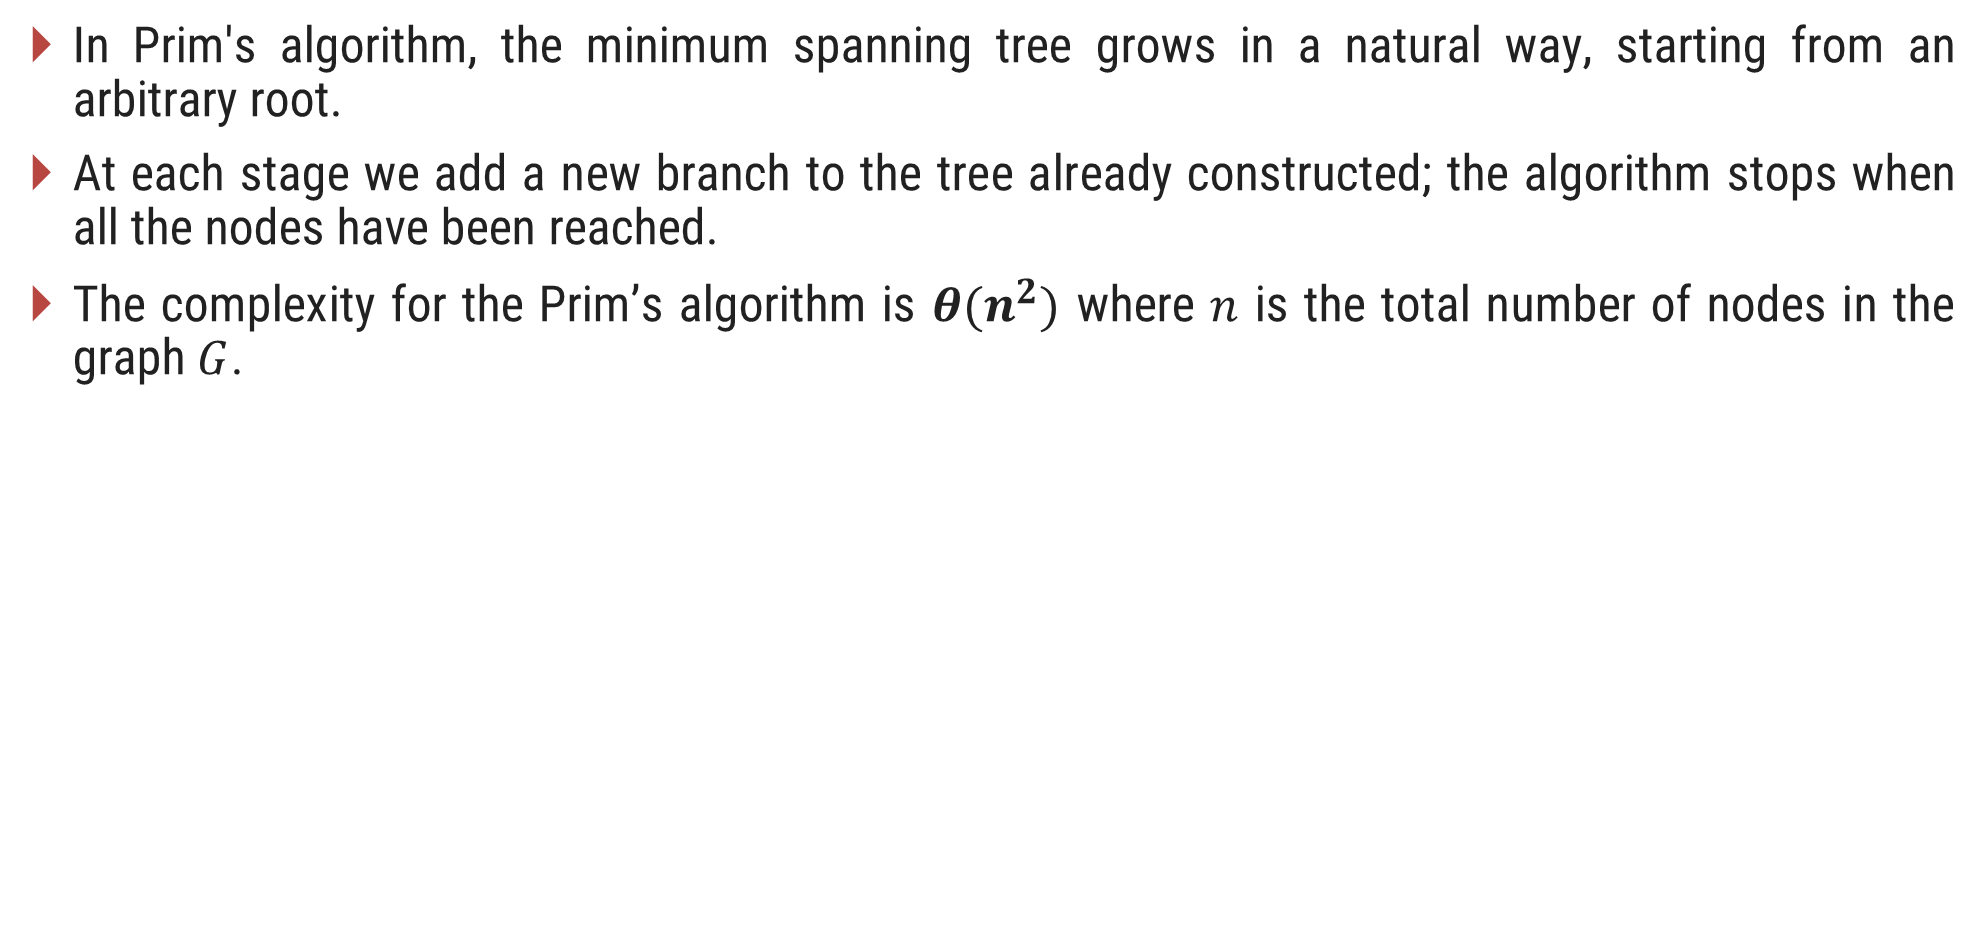 In Prim's algorithm, the minimum spanning tree grows in a natural way, starting from an
arbitrary root.
At each stage we add a new branch to the tree already constructed; the algorithm stops when
all the nodes have been reached.
The complexity for the Prim’s algorithm is 𝜽(𝒏²) where 𝑛 is the total number of nodes in the
graph 𝐺.